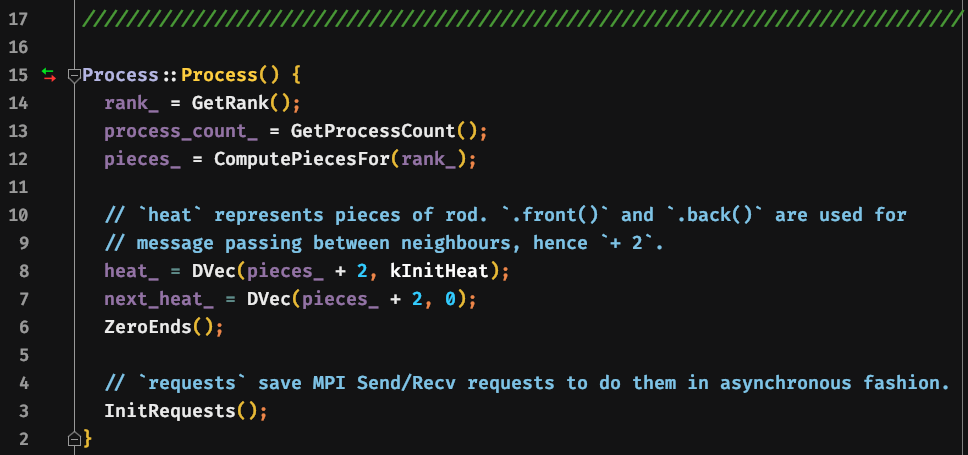 17 ////////////////////////////////////////////////////////////////////////////////
16
15 Process::Process() {
14 rank_ = GetRank();
13 process_count_ = GetProcessCount();
12 pieces_ = ComputePiecesFor(rank_);
11
10 // `heat` represents pieces of rod. `.front()` and `.back()` are used for
9 // message passing between neighbours, hence `+ 2`.
8 heat_ = DVec(pieces_ + 2, kInitHeat);
7 next_heat_ = DVec(pieces_ + 2, 0);
6 ZeroEnds();
5
4 // `requests` save MPI Send/Recv requests to do them in asynchronous fashion.
3 InitRequests();
2 }